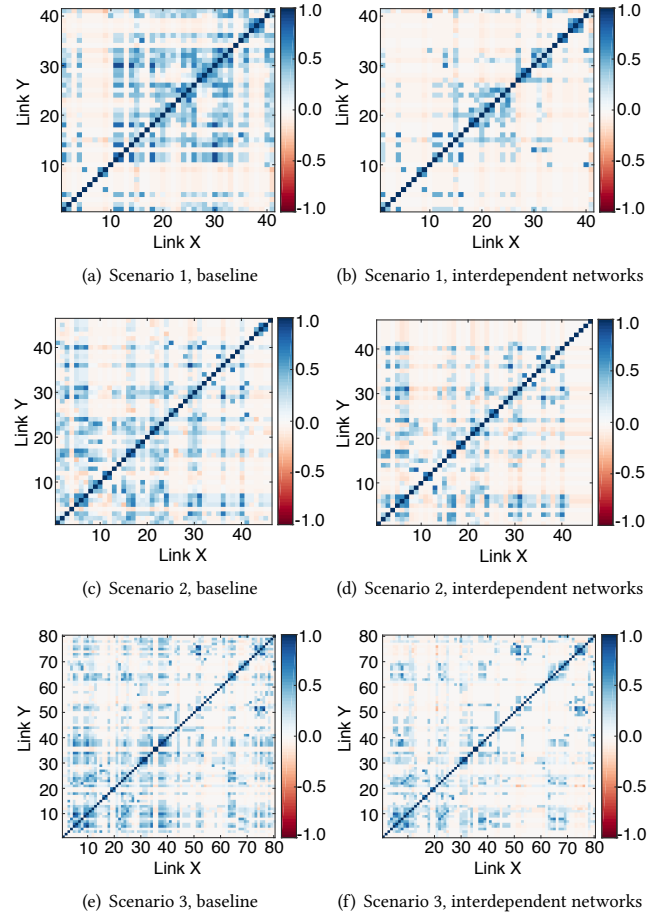 40
30
20
10
Link Y
10 20 30 40
Link X
1.0
0.5
0.0
-0.5
-1.0
(a) Scenario 1, baseline
40
30
20
10
Link Y
10 20 30 40
Link X
1.0
0.5
0.0
-0.5
-1.0
(b) Scenario 1, interdependent networks
40
30
20
10
Link Y
10 20 30 40
Link X
1.0
0.5
0.0
-0.5
-1.0
(c) Scenario 2, baseline
40
30
20
10
Link Y
10 20 30 40
Link X
1.0
0.5
0.0
-0.5
-1.0
(d) Scenario 2, interdependent networks
80
70
60
50
40
30
20
10
Link Y
10 20 30 40 50 60 70 80
Link X
1.0
0.5
0.0
-0.5
-1.0
(e) Scenario 3, baseline
80
70
60
50
40
30
20
10
Link Y
20 30 40 50 60 70 80
Link X
1.0
0.5
0.0
-0.5
-1.0
(f) Scenario 3, interdependent networks